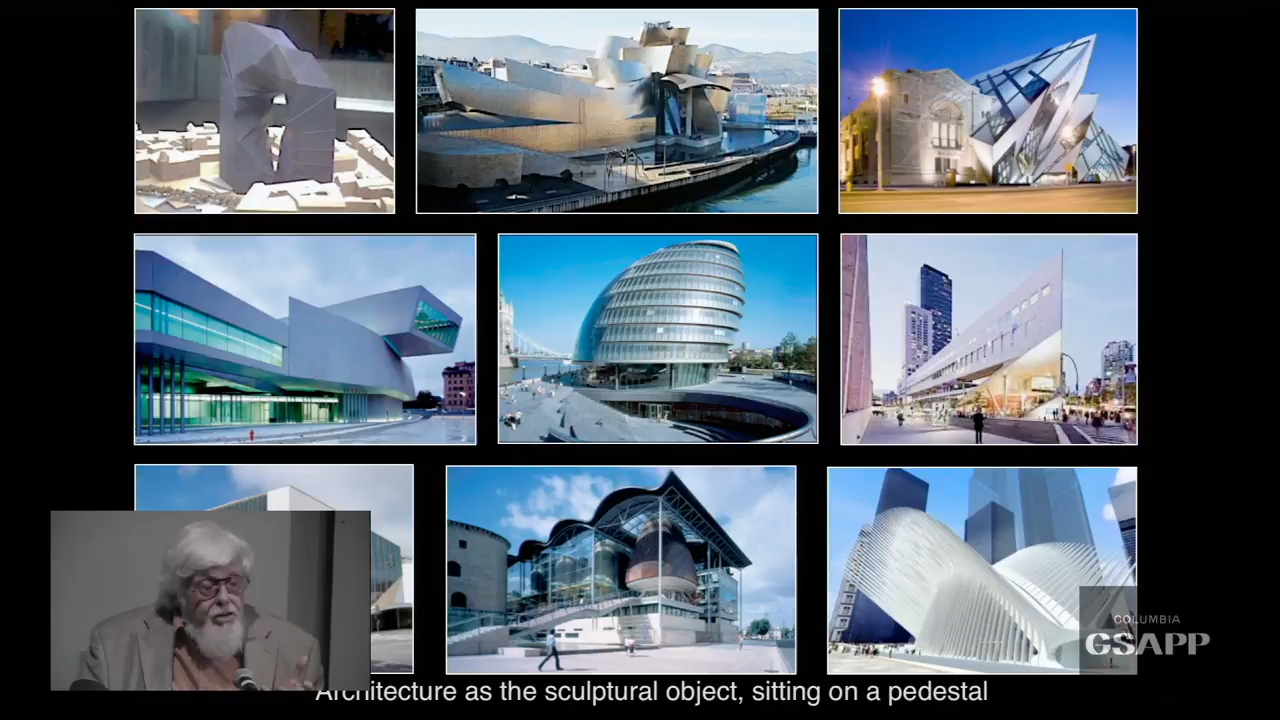 COLUMBIA
GSAPP
Architecture as the sculptural object, sitting on a pedestal